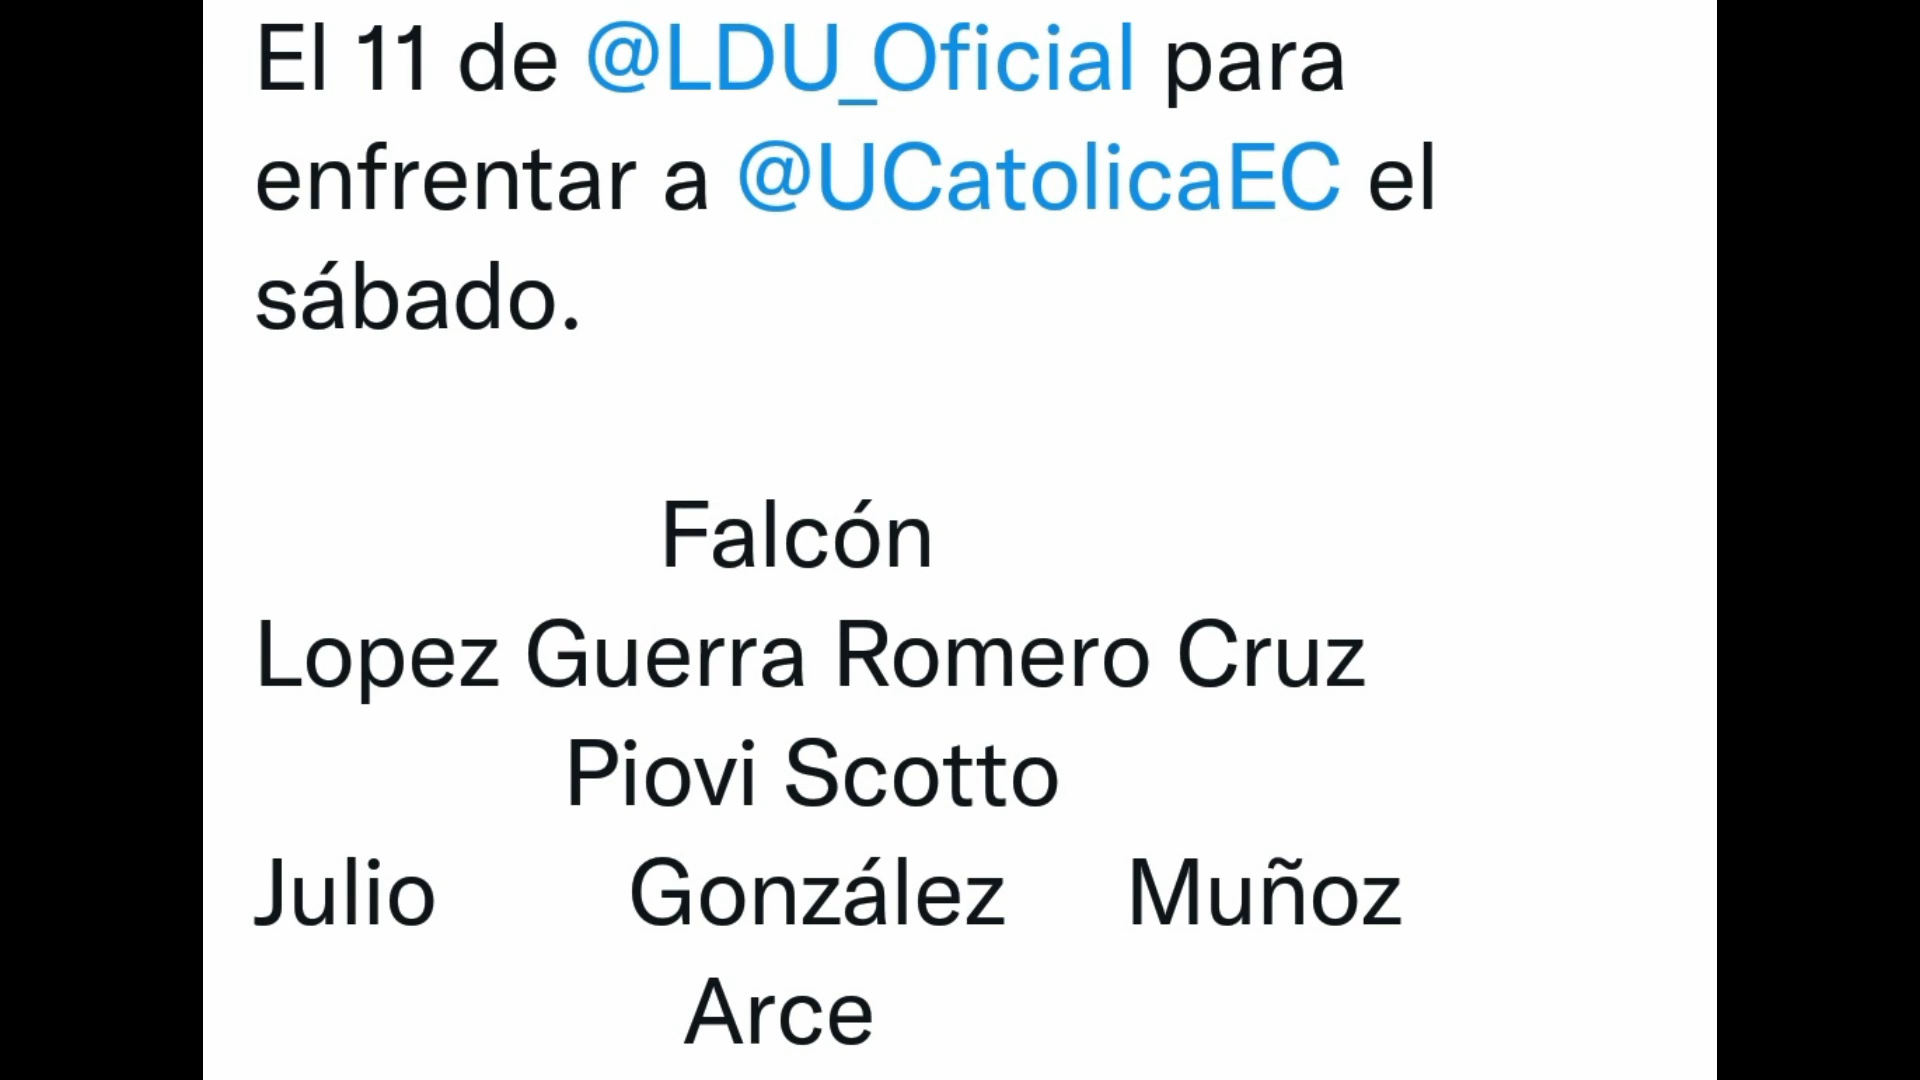 El 11 de @LDU_Oficial para
enfrentar a @UCatolicaEC el
sábado.
Falcón
Lopez Guerra Romero Cruz
Piovi Scotto
Julio González Muñoz
Arce